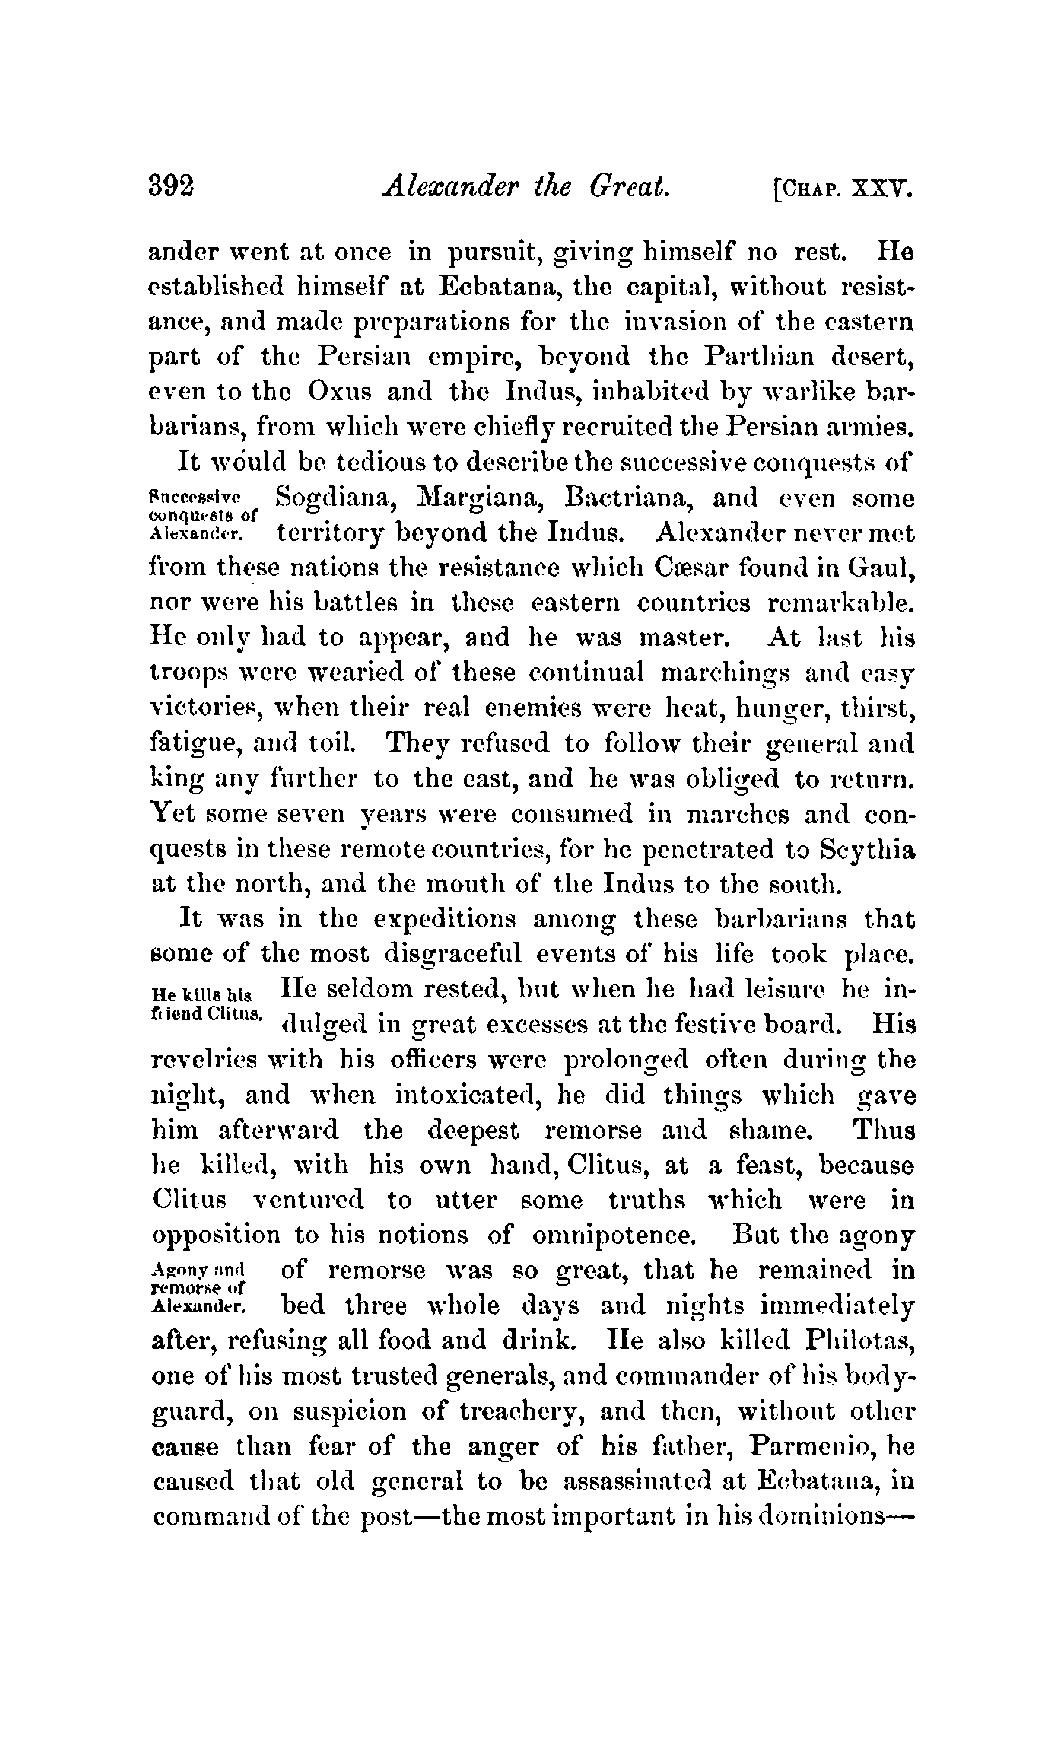 392 Alexander the Great. [CHAP. XXV.
ander went at once in pursuit, giving himself no rest. He
established himself at Ecbatana, the capital, without resist-
ance, and made preparations for the invasion of the eastern
part of the Persian empire, beyond the Parthian desert,
even to the Oxus and the Indus, inhabited by warlike bar-
barians, from which were chiefly recruited the Persian armies.
It would be tedious to describe the successive conquests of
Successive
conquests of
Alexander.
Sogdiana, Margiana, Bactriana, and even some
territory beyond the Indus. Alexander never met
from these nations the resistance which Cæsar found in Gaul,
nor were his battles in these eastern countries remarkable.
He only had to appear, and he was master. At last his
troops were wearied of these continual marchings and easy
victories, when their real enemies were heat, hunger, thirst,
fatigue, and toil. They refused to follow their general and
king any further to the east, and he was obliged to return.
Yet some seven years were consumed in marches and con-
quests in these remote countries, for he penetrated to Scythia
at the north, and the mouth of the Indus to the south.
It was in the expeditions among these barbarians that
some of the most disgraceful events of his life took place.
He kills his
friend Clitus.
He seldom rested, but when he had leisure he in-
dulged in great excesses at the festive board. His
revelries with his officers were prolonged often during the
night, and when intoxicated, he did things which gave
him afterward the deepest remorse and shame. Thus
he killed, with his own hand, Clitus, at a feast, because
Clitus ventured to utter some truths which were in
opposition to his notions of omnipotence. But the agony
Agony and
remorse of
Alexander.
of remorse was so great, that he remained in
bed three whole days and nights immediately
after, refusing all food and drink. He also killed Philotas,
one of his most trusted generals, and commander of his body-
guard, on suspicion of treachery, and then, without other
cause than fear of the anger of his father, Parmenio, he
caused that old general to be assassinated at Ecbatana, in
command of the post—the most important in his dominions—